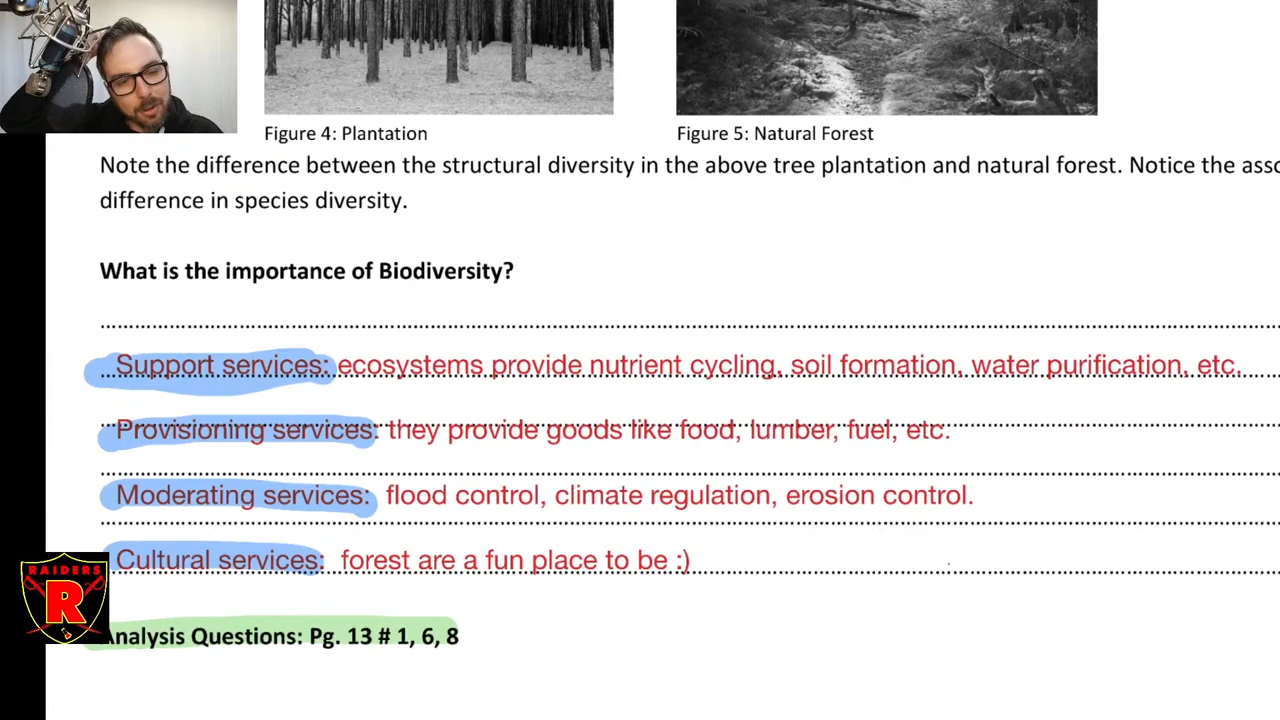 Figure 4: Plantation
Figure 5: Natural Forest
Note the difference between the structural diversity in the above tree plantation and natural forest. Notice the
difference in species diversity.
What is the importance of Biodiversity?
Support services: ecosystems provide nutrient cycling, soil formation, water purification, etc.
Provisioning services: they provide goods like food, lumber, fuel, etc.
Moderating services: flood control, climate regulation, erosion control.
Cultural services: forest are a fun place to be :)
RAIDERS
R
Analysis Questions: Pg. 13 # 1, 6, 8